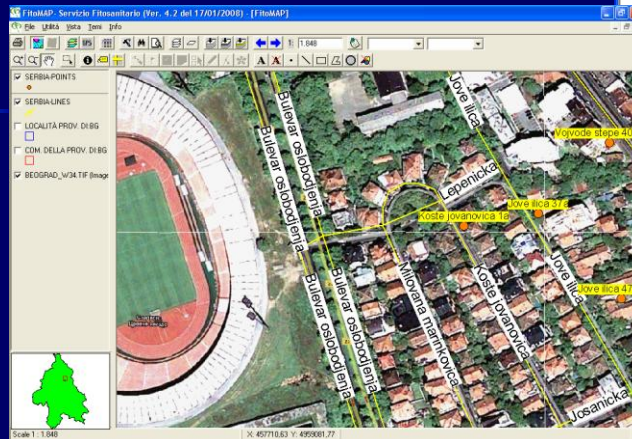 FitoMAP- Servizio Fitosanitario (Ver. 4.2 del 17/01/2008) - [FitoMAP]
File Utilità Vista Temi Info
1: 1.848
SERBIA-POINTS
SERBIA-LINES
LOCALITÀ PROV. DI:BG
COM. DELLA PROV. DI:BG
BEOGRAD_W34.TIF (Image
Bulevar oslobodjenja
Bulevar oslobodjenja
Bulevar oslobodjenja
Bulevar oslobodjenja
Jove ilica
Vojvode stepe 40
Lepenicka
Jove ilica 37a
Koste jovanovica 1a
Milovana marinkovica
Koste jovanovica
Jove ilica
Jove ilica 47
Josanicka
Scale 1 : 1.848
X: 457710,63 Y: 4959081,77